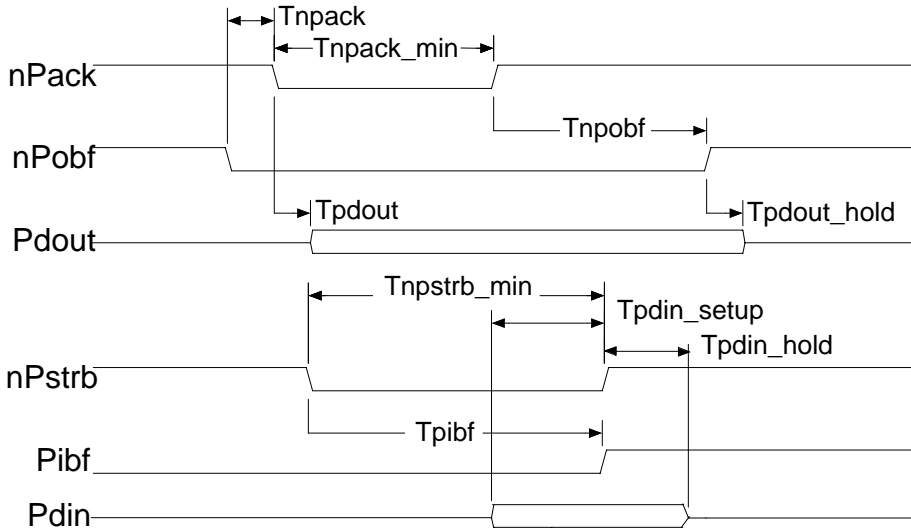 Tnpack
Tnpack_min
nPack
Tnpobf
nPobf
Tpdout
Tpdout_hold
Pdout
Tnpstrb_min
Tpdin_setup
Tpdin_hold
nPstrb
Tpibf
Pibf
Pdin